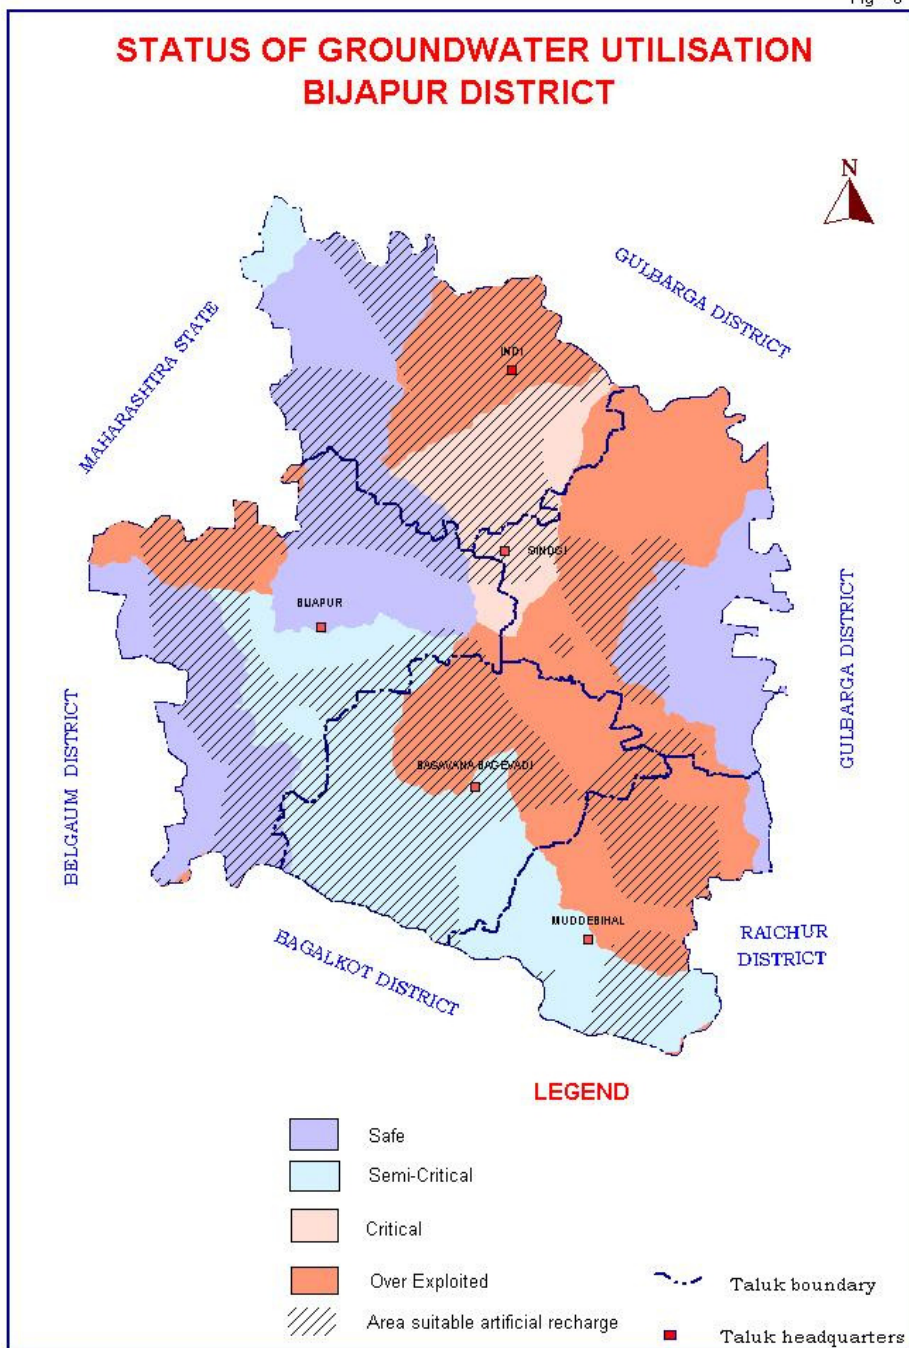 STATUS OF GROUNDWATER UTILISATION
BIJAPUR DISTRICT
N
GULBARGA DISTRICT
MAHARASHTRA STATE
INDI
SINDGI
BIJAPUR
GULBARGA DISTRICT
BELGAUM DISTRICT
BAGAVANA BAGEVADI
MUDDEBIHAL
RAICHUR
DISTRICT
BAGALKOT DISTRICT
LEGEND
Safe
Semi-Critical
Critical
Over Exploited
Taluk boundary
Area suitable artificial recharge
Taluk headquarters